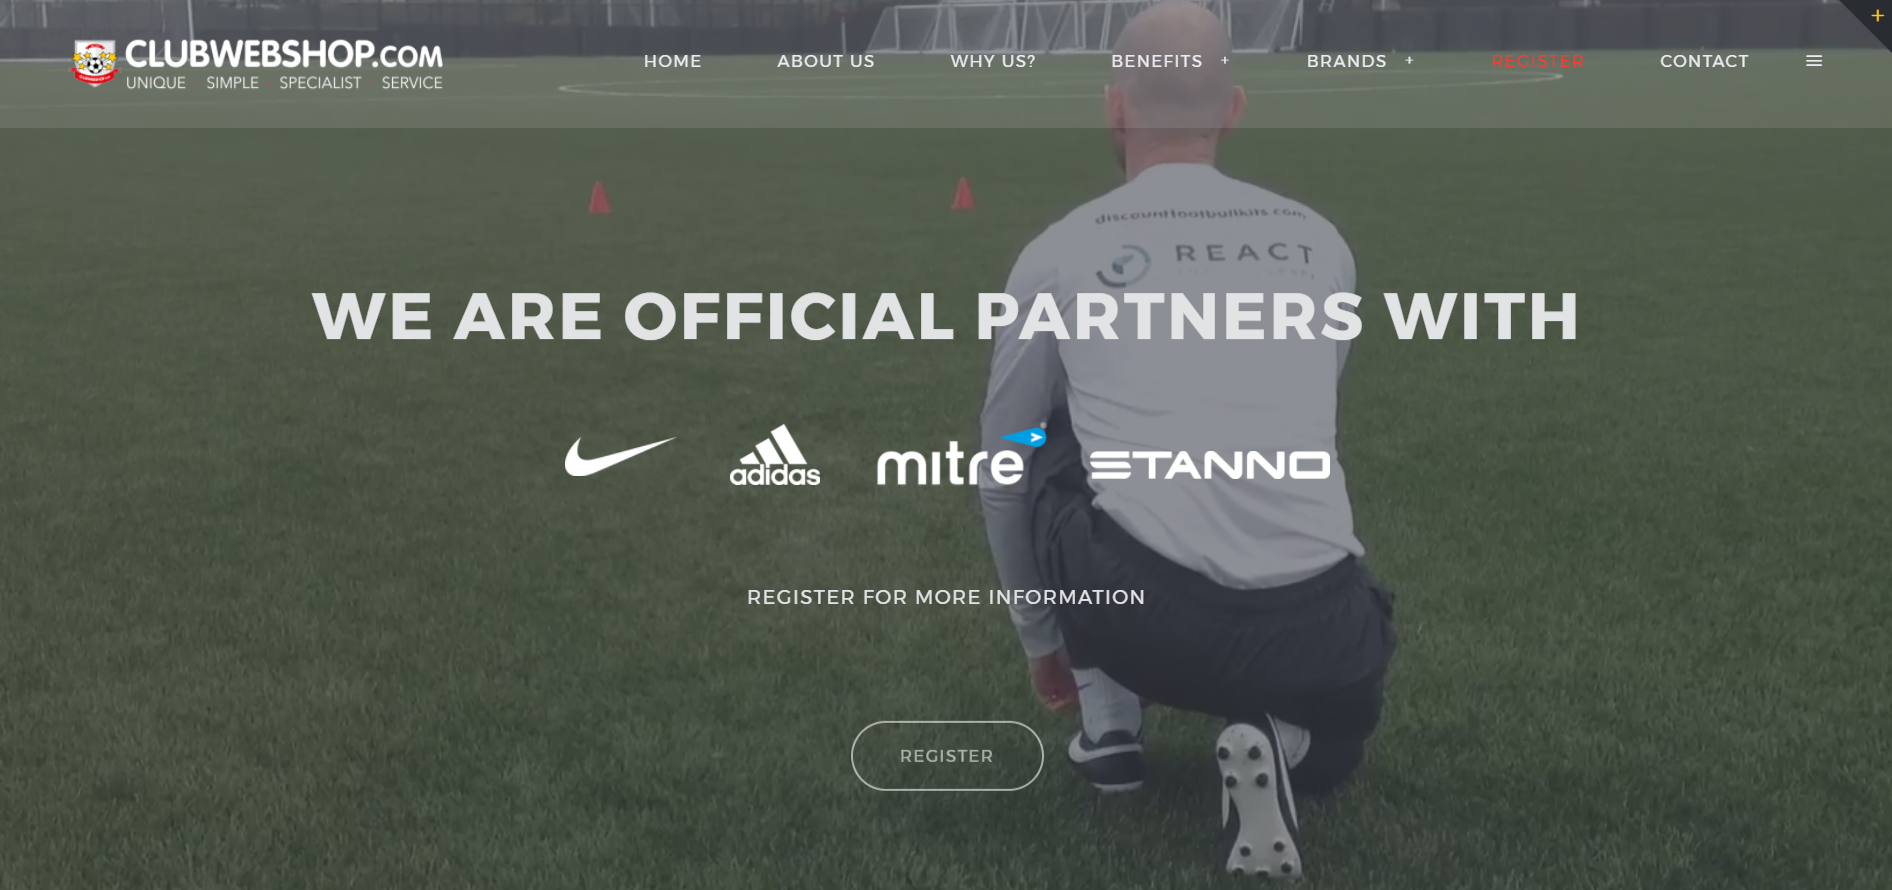 CLUBWEBSHOP.COM
UNIQUE SIMPLE SPECIALIST SERVICE
HOME
ABOUT US
WHY US?
BENEFITS +
BRANDS +
REGISTER
CONTACT
+
discountfootballkits.com
REACT
WE ARE OFFICIAL PARTNERS WITH
adidas
mitre®
STANNO
REGISTER FOR MORE INFORMATION
REGISTER